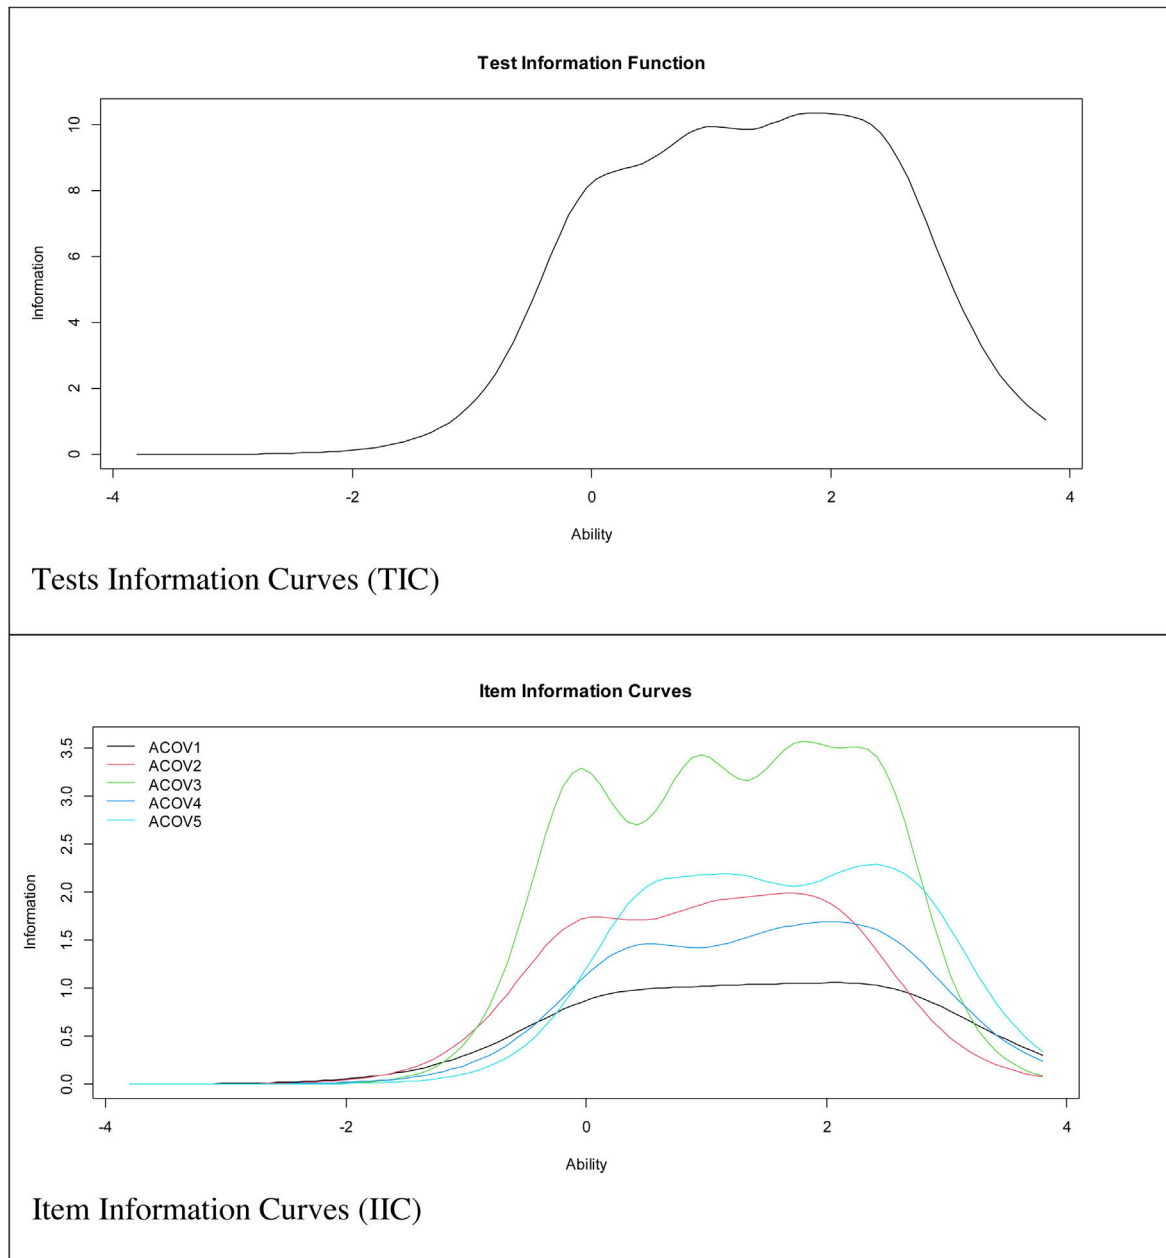 Test Information Function
Information
10
8
6
4
2
0
-4 -2 0 2 4
Ability
Tests Information Curves (TIC)
Item Information Curves
Information
3.5
3.0
2.5
2.0
1.5
1.0
0.5
0.0
ACOV1
ACOV2
ACOV3
ACOV4
ACOV5
-4 -2 0 2 4
Ability
Item Information Curves (IIC)